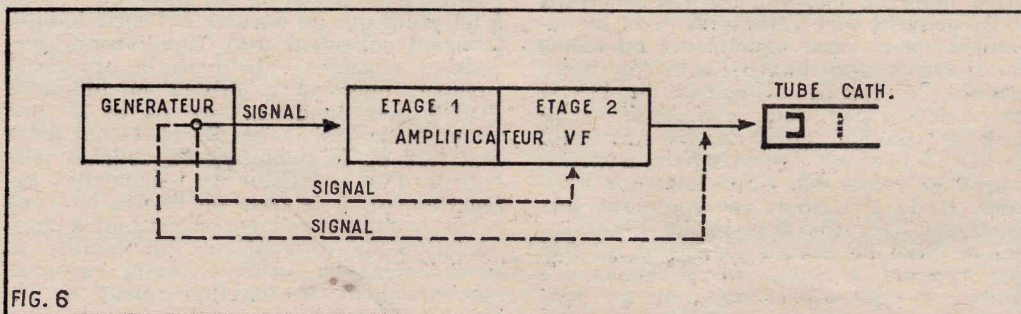 GENERATEUR
SIGNAL
ETAGE 1
ETAGE 2
AMPLIFICATEUR VF
TUBE CATH.
SIGNAL
SIGNAL
FIG. 6